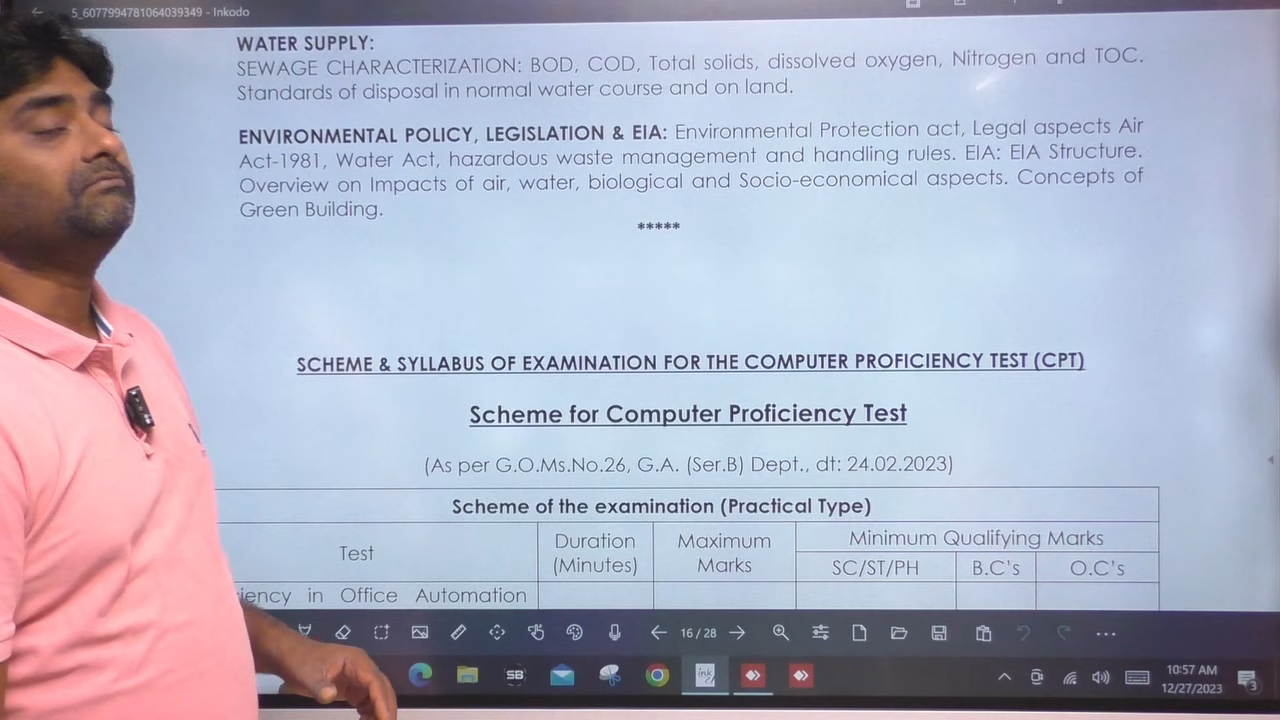 5_6077994781064039349 - Inkodo
WATER SUPPLY:
SEWAGE CHARACTERIZATION: BOD, COD, Total solids, dissolved oxygen, Nitrogen and TOC.
Standards of disposal in normal water course and on land.
ENVIRONMENTAL POLICY, LEGISLATION & EIA: Environmental Protection act, Legal aspects Air
Act-1981, Water Act, hazardous waste management and handling rules. EIA: EIA Structure.
Overview on Impacts of air, water, biological and Socio-economical aspects. Concepts of
Green Building.
*****
SCHEME & SYLLABUS OF EXAMINATION FOR THE COMPUTER PROFICIENCY TEST (CPT)
Scheme for Computer Proficiency Test
(As per G.O.Ms.No.26, G.A. (Ser.B) Dept., dt: 24.02.2023)
Scheme of the examination (Practical Type)
Test
Duration
(Minutes)
Maximum
Marks
Minimum Qualifying Marks
SC/ST/PH
B.C's
O.C's
iency in Office Automation
16 / 28
SB
ink
10:57 AM
12/27/2023
3